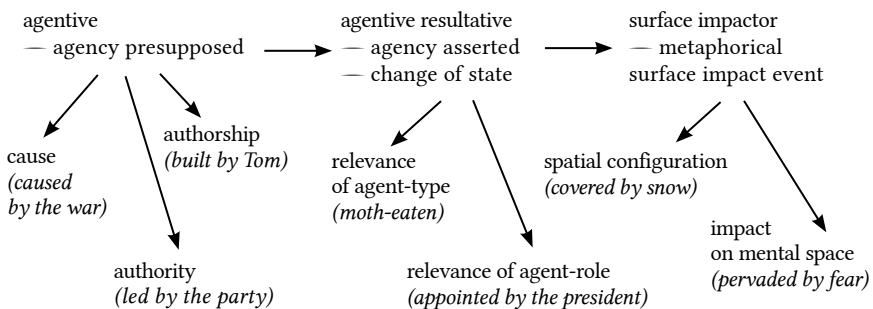 agentive
— agency presupposed
agentive resultative
— agency asserted
— change of state
surface impactor
— metaphorical
surface impact event
cause
(caused
by the war)
authorship
(built by Tom)
authority
(led by the party)
relevance
of agent-type
(moth-eaten)
relevance of agent-role
(appointed by the president)
spatial configuration
(covered by snow)
impact
on mental space
(pervaded by fear)